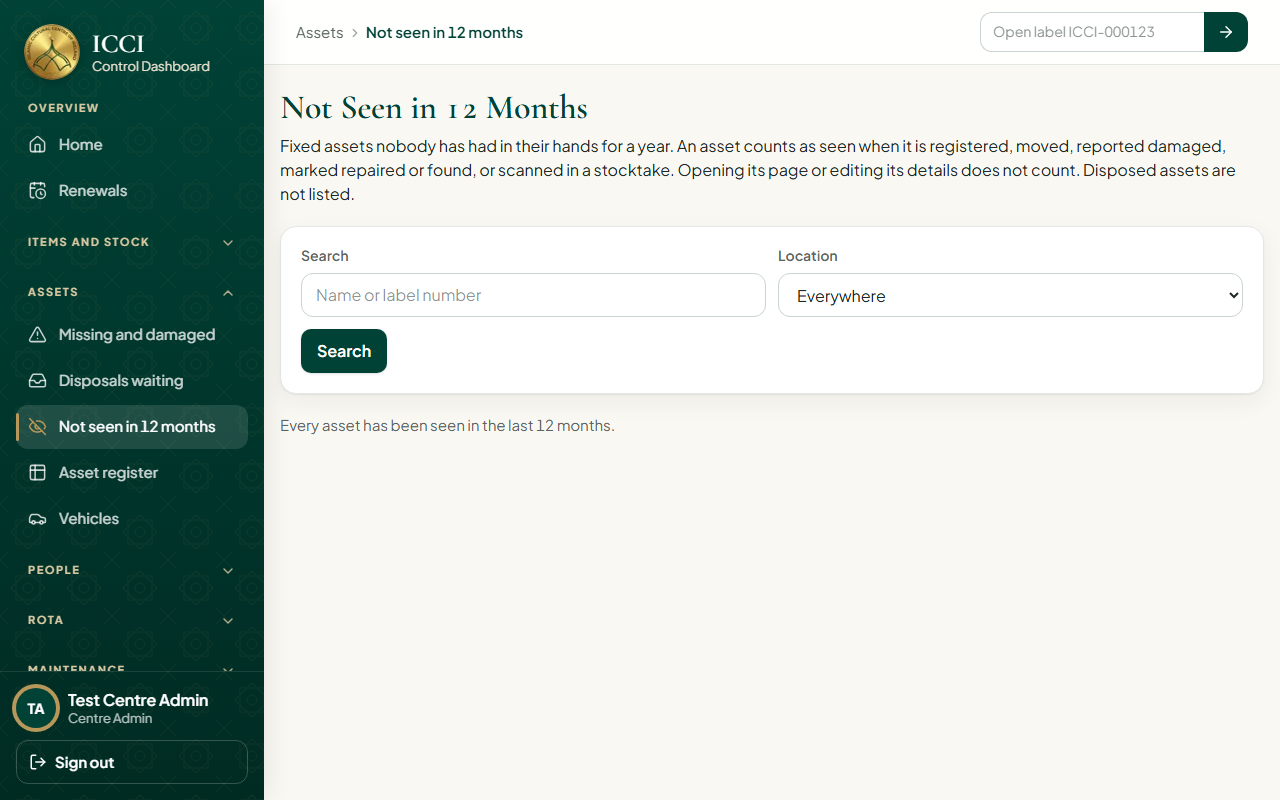 ICCI
Control Dashboard
OVERVIEW
Home
Renewals
ITEMS AND STOCK
ASSETS
Missing and damaged
Disposals waiting
Not seen in 12 months
Asset register
Vehicles
PEOPLE
ROTA
MAINTENANCE
TA
Test Centre Admin
Centre Admin
Sign out
Assets
Not seen in 12 months
Open label ICCI-000123
Not Seen in 12 Months
Fixed assets nobody has had in their hands for a year. An asset counts as seen when it is registered, moved, reported damaged,
marked repaired or found, or scanned in a stocktake. Opening its page or editing its details does not count. Disposed assets are
not listed.
Search
Location
Name or label number
Everywhere
Search
Every asset has been seen in the last 12 months.